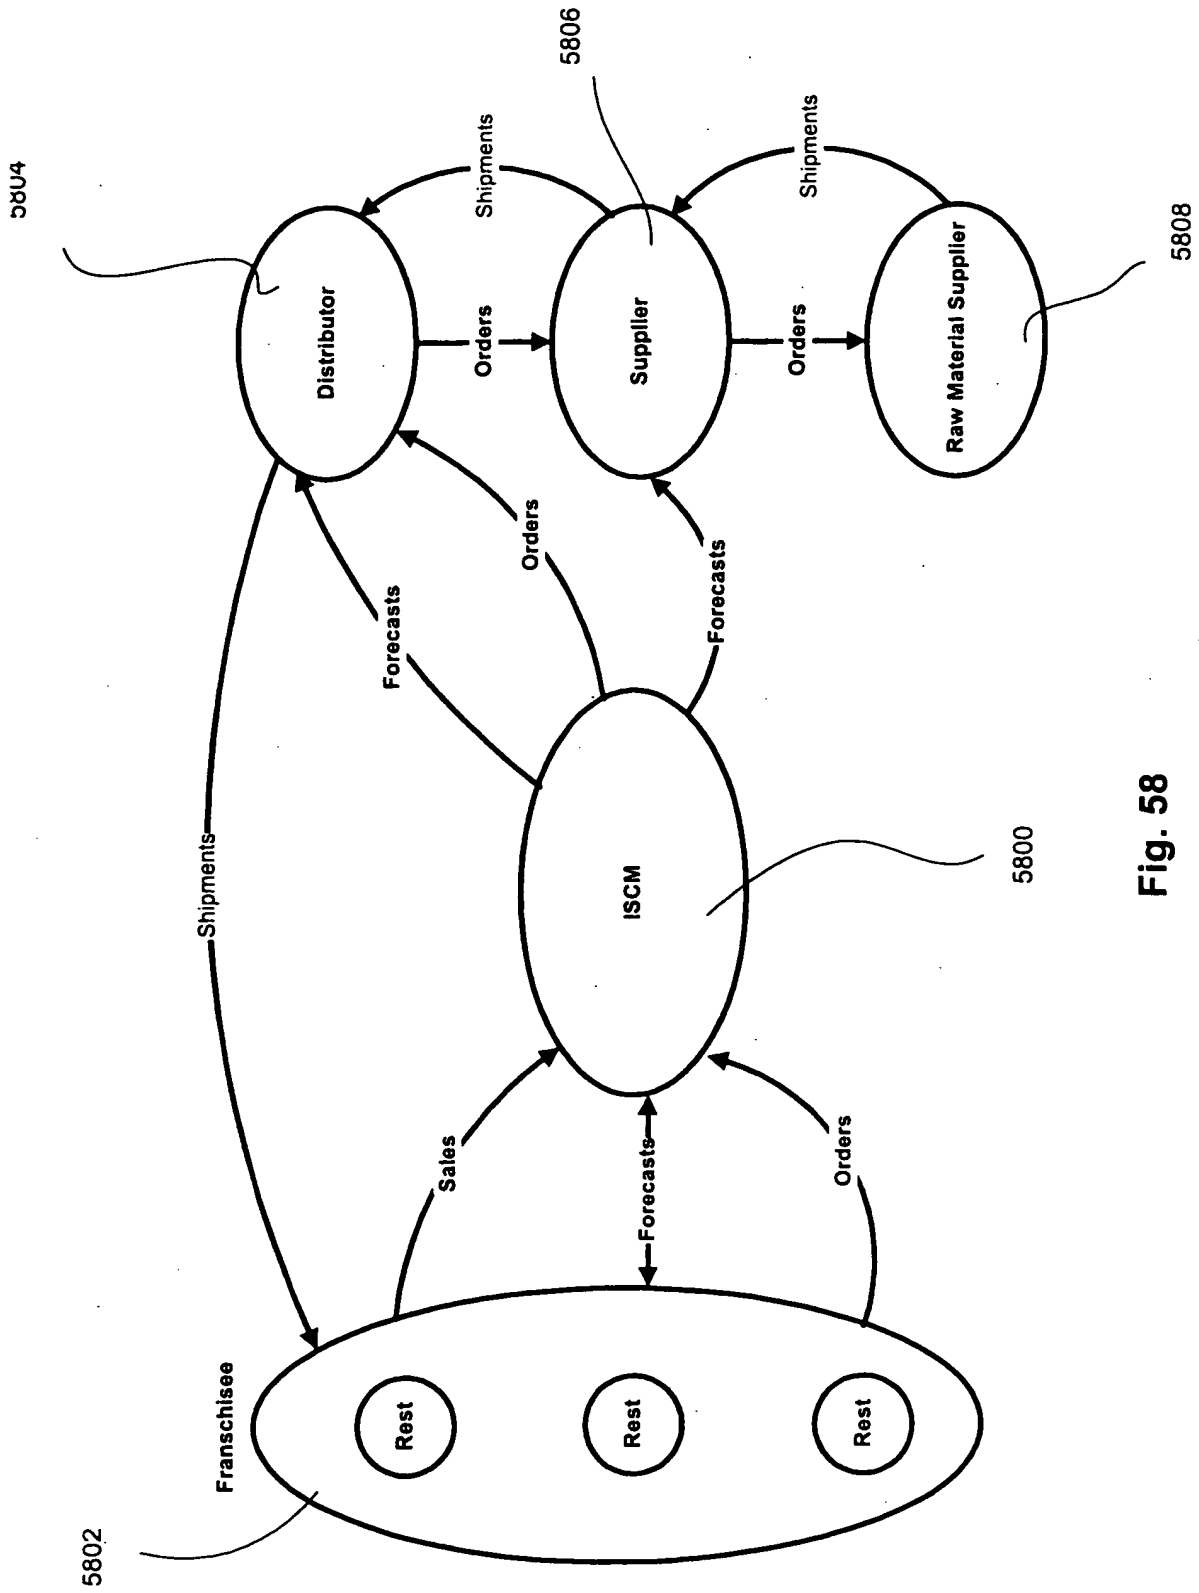 5804
5802
Shipments
Franschisee
Distributor
Forecasts
Rest
Sales
Orders
Orders
Shipments
5806
Rest
Forecasts
ISCM
Supplier
Forecasts
Orders
Shipments
Orders
Rest
Raw Material Supplier
5800
5808
Fig. 58